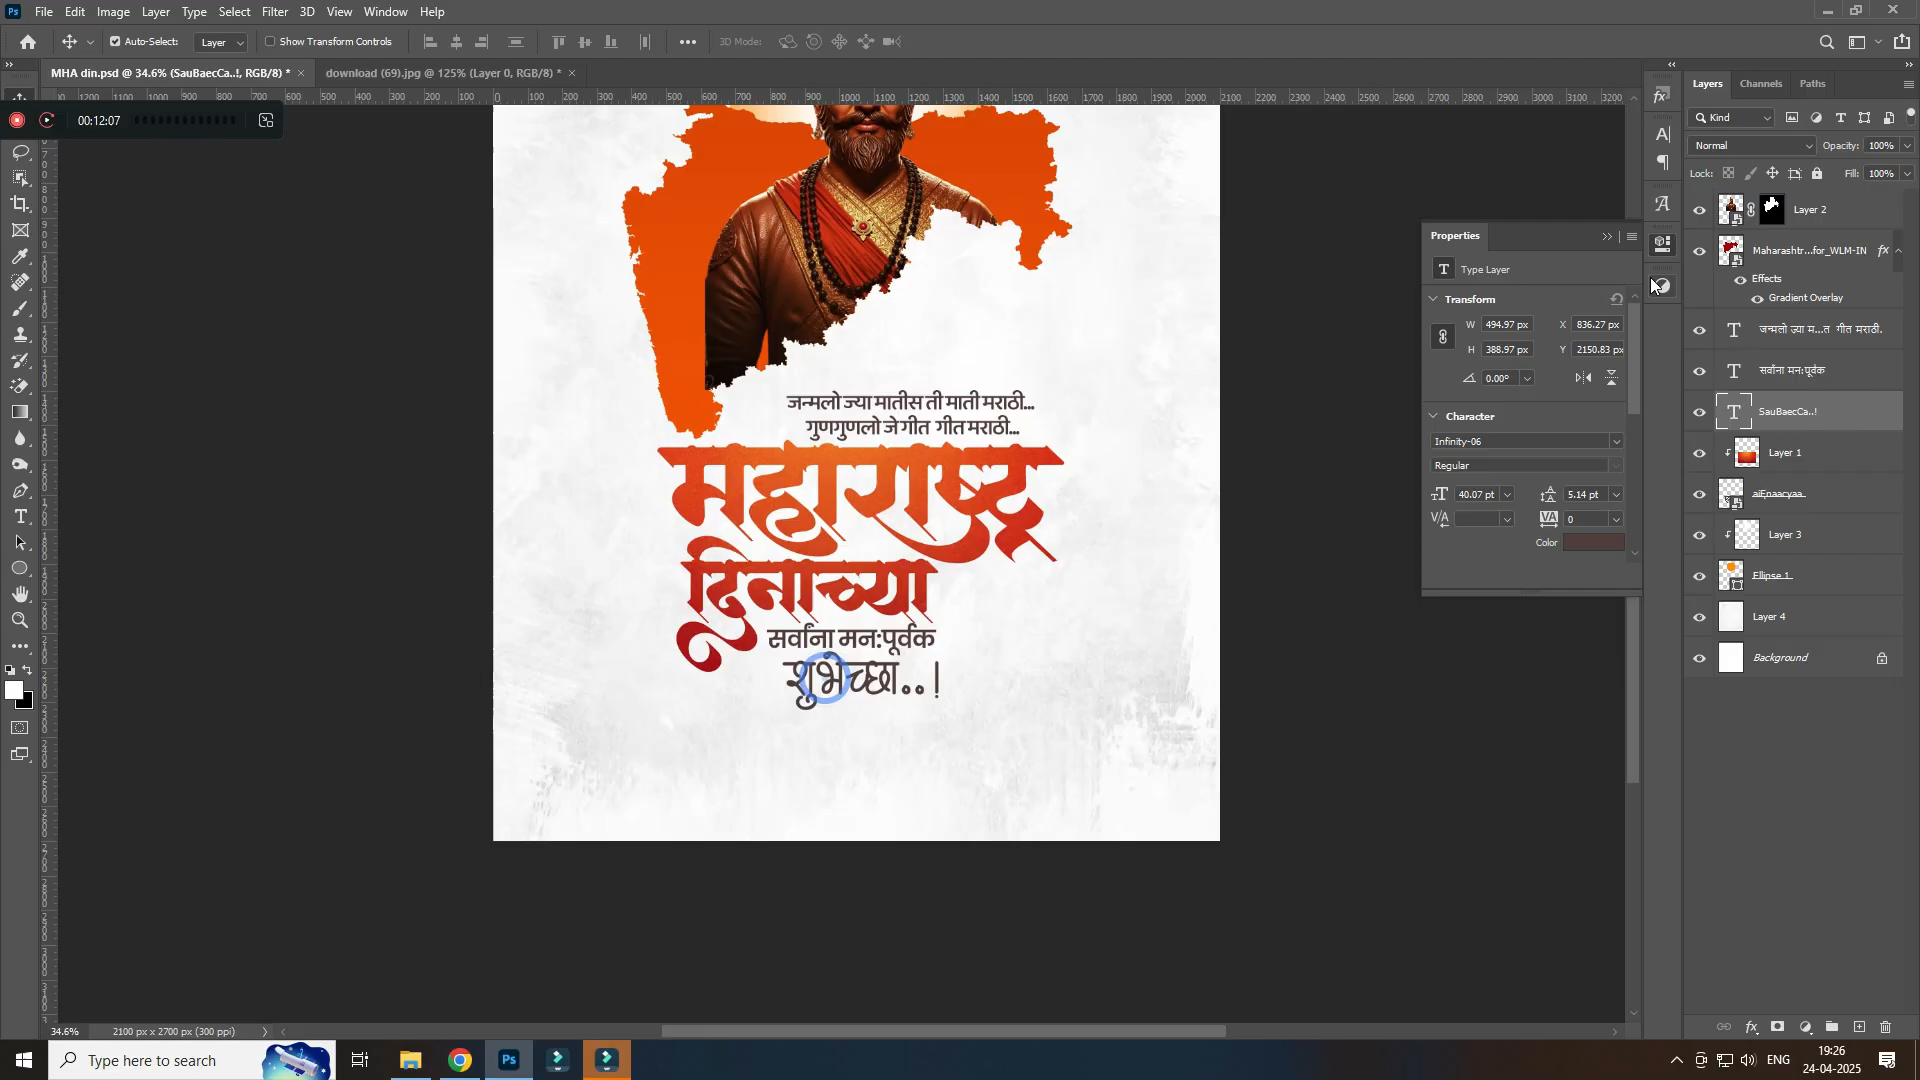 Ps File Edit Image Layer Type Select Filter 3D View Window Help
Auto-Select: Layer Show Transform Controls 3D Mode:
MHA din.psd @ 34.6% (SauBaecCa..!, RGB/8) * × download (69).jpg @ 125% (Layer 0, RGB/8) * ×
00:12:07
जन्मलो ज्या मातीस ती माती मराठी...
गुणगुणलो जे गीत गीत मराठी...
महाराष्ट्र
दिनाच्या
सर्वांना मन:पूर्वक
शुभेच्छा..!
Properties
Type Layer
Transform
W 494.97 px X 836.27 px
H 388.97 px Y 2150.83 px
0.00°
Character
Infinity-06
Regular
40.07 pt 5.14 pt
0
Color
Layers Channels Paths
Kind
Normal Opacity: 100%
Lock: Fill: 100%
Layer 2
Maharashtr...for_WLM-IN fx
Effects
Gradient Overlay
जन्मलो ज्या म...त गीत मराठी.
सर्वांना मन:पूर्वक
SauBaecCa..!
Layer 1
aiEnaacyaa
Layer 3
Ellipse 1
Layer 4
Background
34.6% 2100 px x 2700 px (300 ppi)
Type here to search
Ps
ENG
19:26
24-04-2025